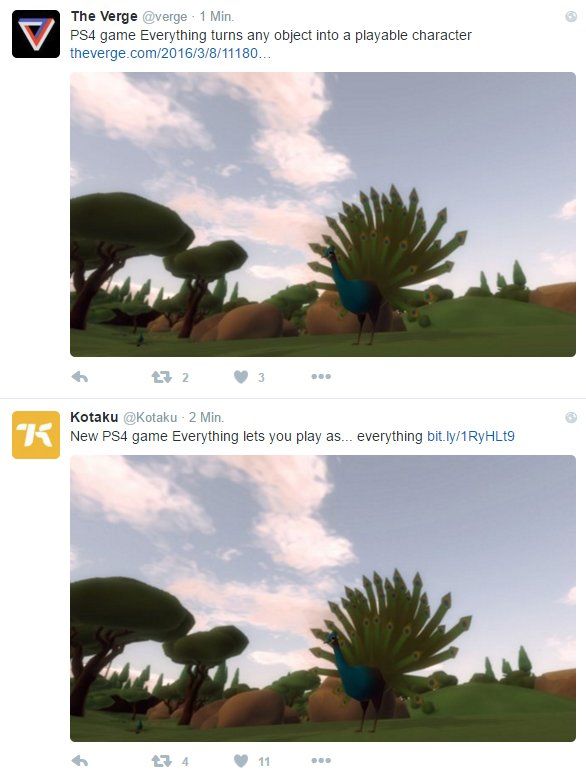 The Verge @verge · 1 Min.
PS4 game Everything turns any object into a playable character
theverge.com/2016/3/8/11180…
2 3
Kotaku @Kotaku · 2 Min.
New PS4 game Everything lets you play as... everything bit.ly/1RyHLt9
4 11